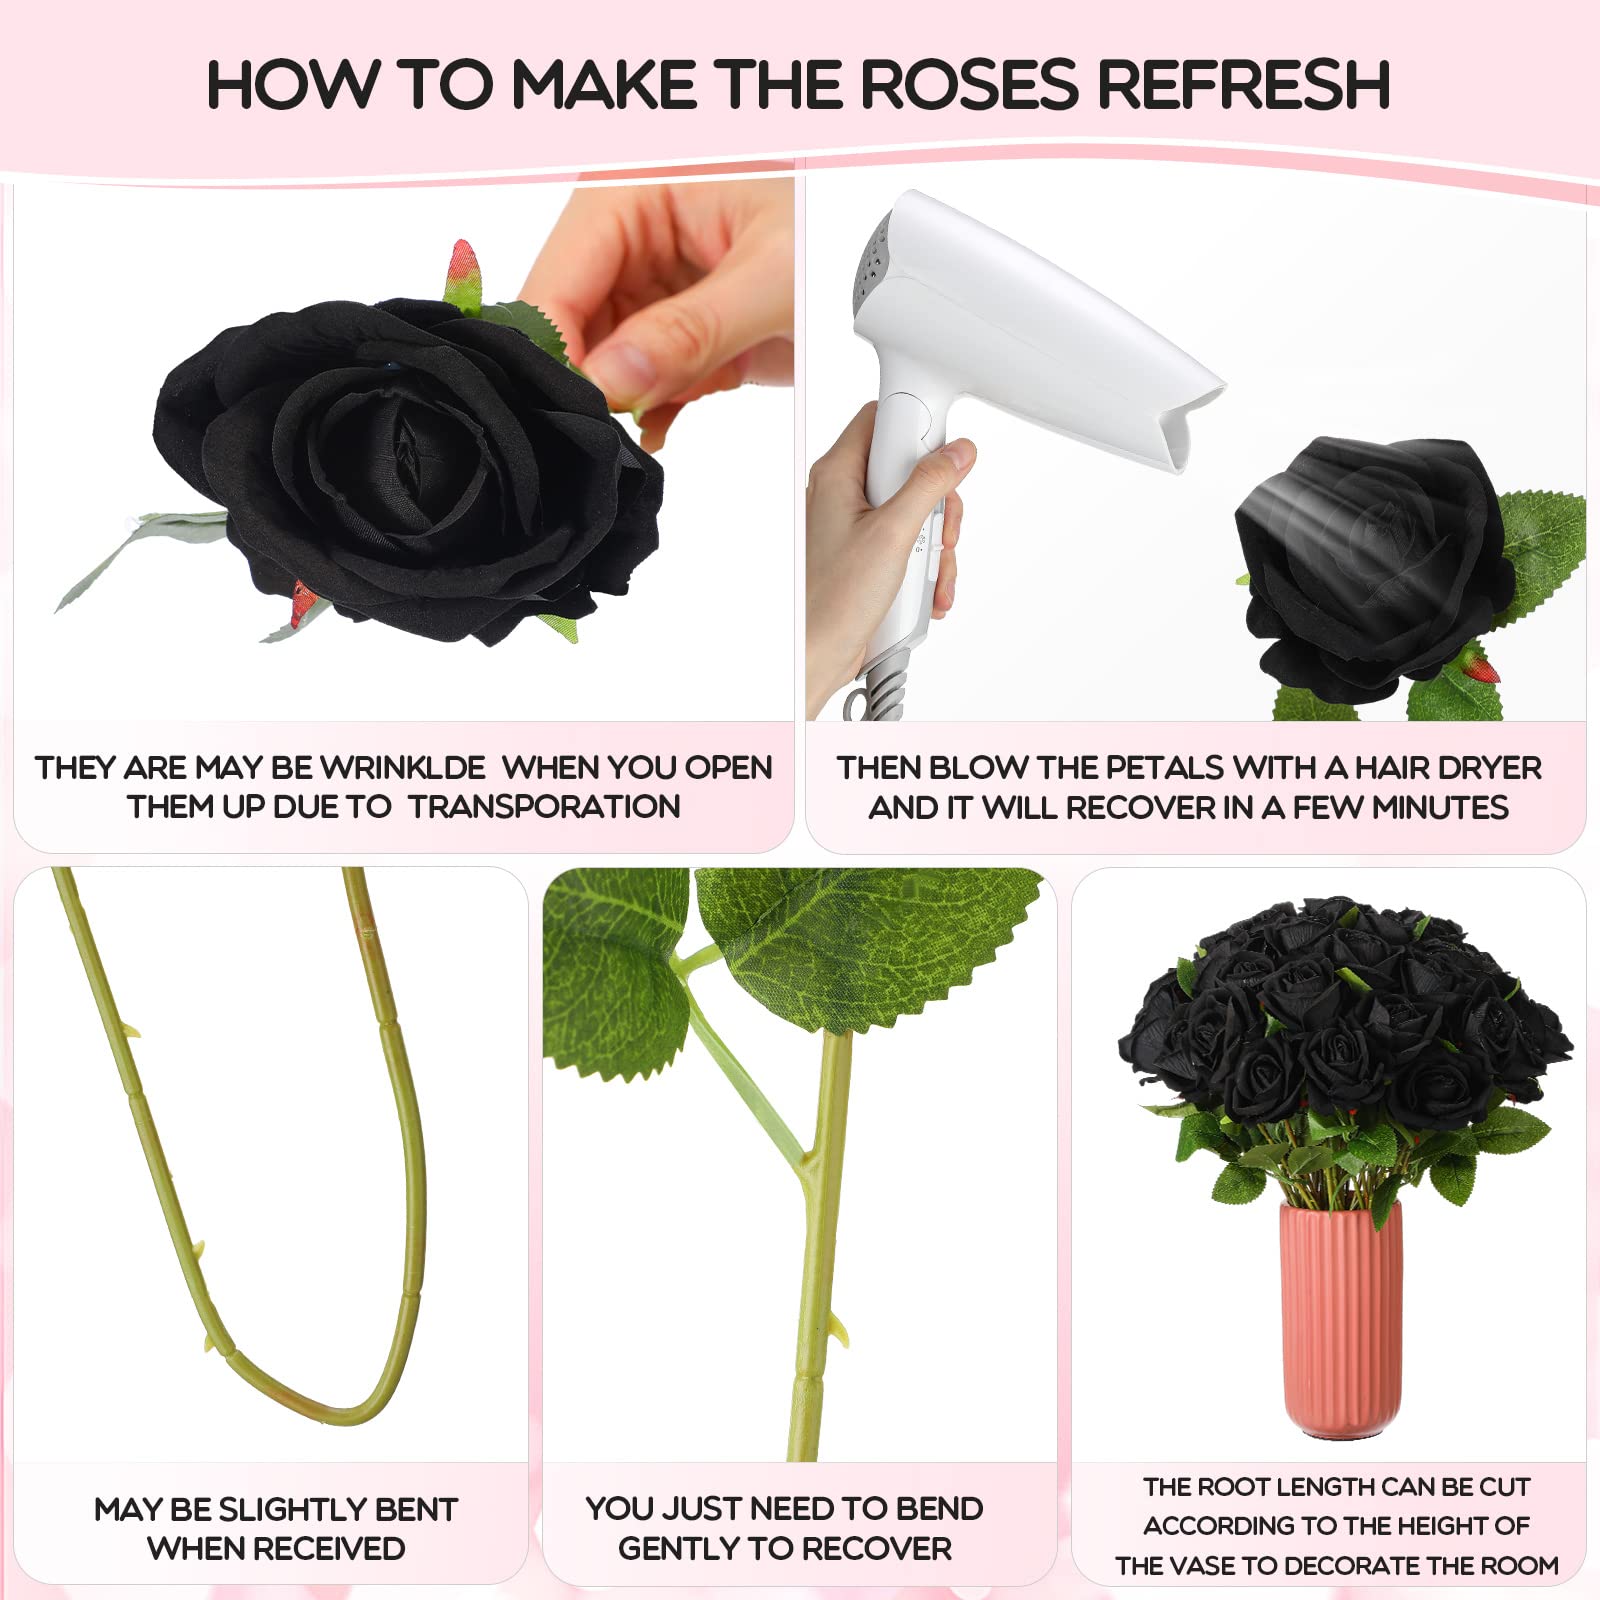 HOW TO MAKE THE ROSES REFRESH
THEY ARE MAY BE WRINKLDE WHEN YOU OPEN
THEM UP DUE TO TRANSPORATION
THEN BLOW THE PETALS WITH A HAIR DRYER
AND IT WILL RECOVER IN A FEW MINUTES
MAY BE SLIGHTLY BENT
WHEN RECEIVED
YOU JUST NEED TO BEND
GENTLY TO RECOVER
THE ROOT LENGTH CAN BE CUT
ACCORDING TO THE HEIGHT OF
THE VASE TO DECORATE THE ROOM